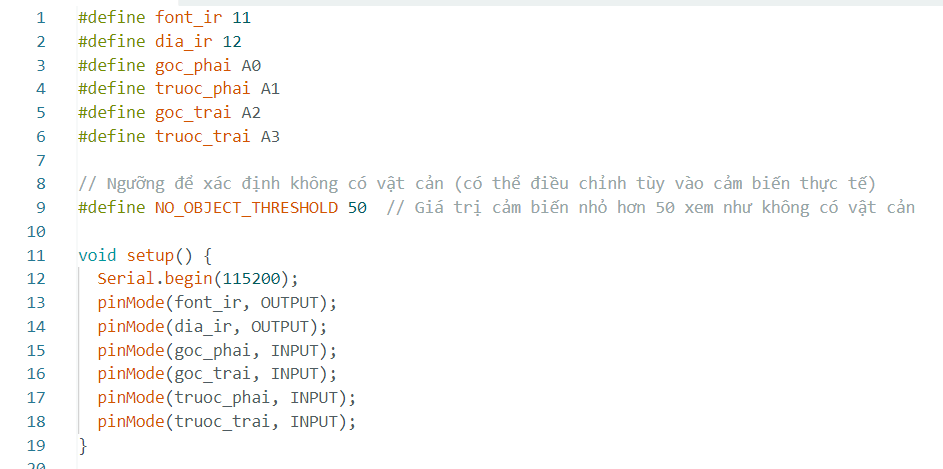 1 #define font_ir 11
2 #define dia_ir 12
3 #define goc_phai A0
4 #define truoc_phai A1
5 #define goc_trai A2
6 #define truoc_trai A3
7
8 // Ngưỡng để xác định không có vật cản (có thể điều chỉnh tùy vào cảm biến thực tế)
9 #define NO_OBJECT_THRESHOLD 50  // Giá trị cảm biến nhỏ hơn 50 xem như không có vật cản
10
11 void setup() {
12   Serial.begin(115200);
13   pinMode(font_ir, OUTPUT);
14   pinMode(dia_ir, OUTPUT);
15   pinMode(goc_phai, INPUT);
16   pinMode(goc_trai, INPUT);
17   pinMode(truoc_phai, INPUT);
18   pinMode(truoc_trai, INPUT);
19 }
20